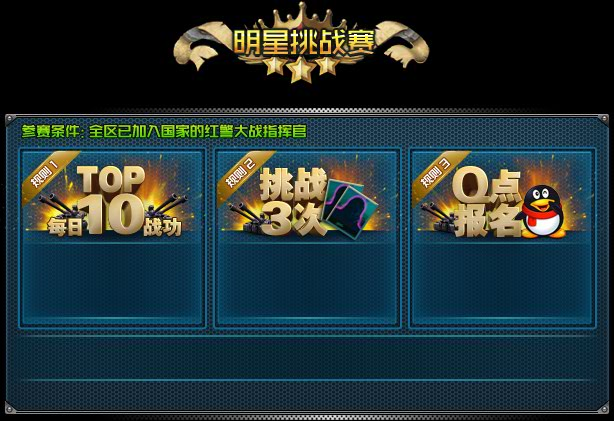 明星挑战赛
参赛条件: 全区已加入国家的红警大战指挥官
规则 1
TOP
每日10战功
规则 2
挑战
3次
规则 3
Q点
报名